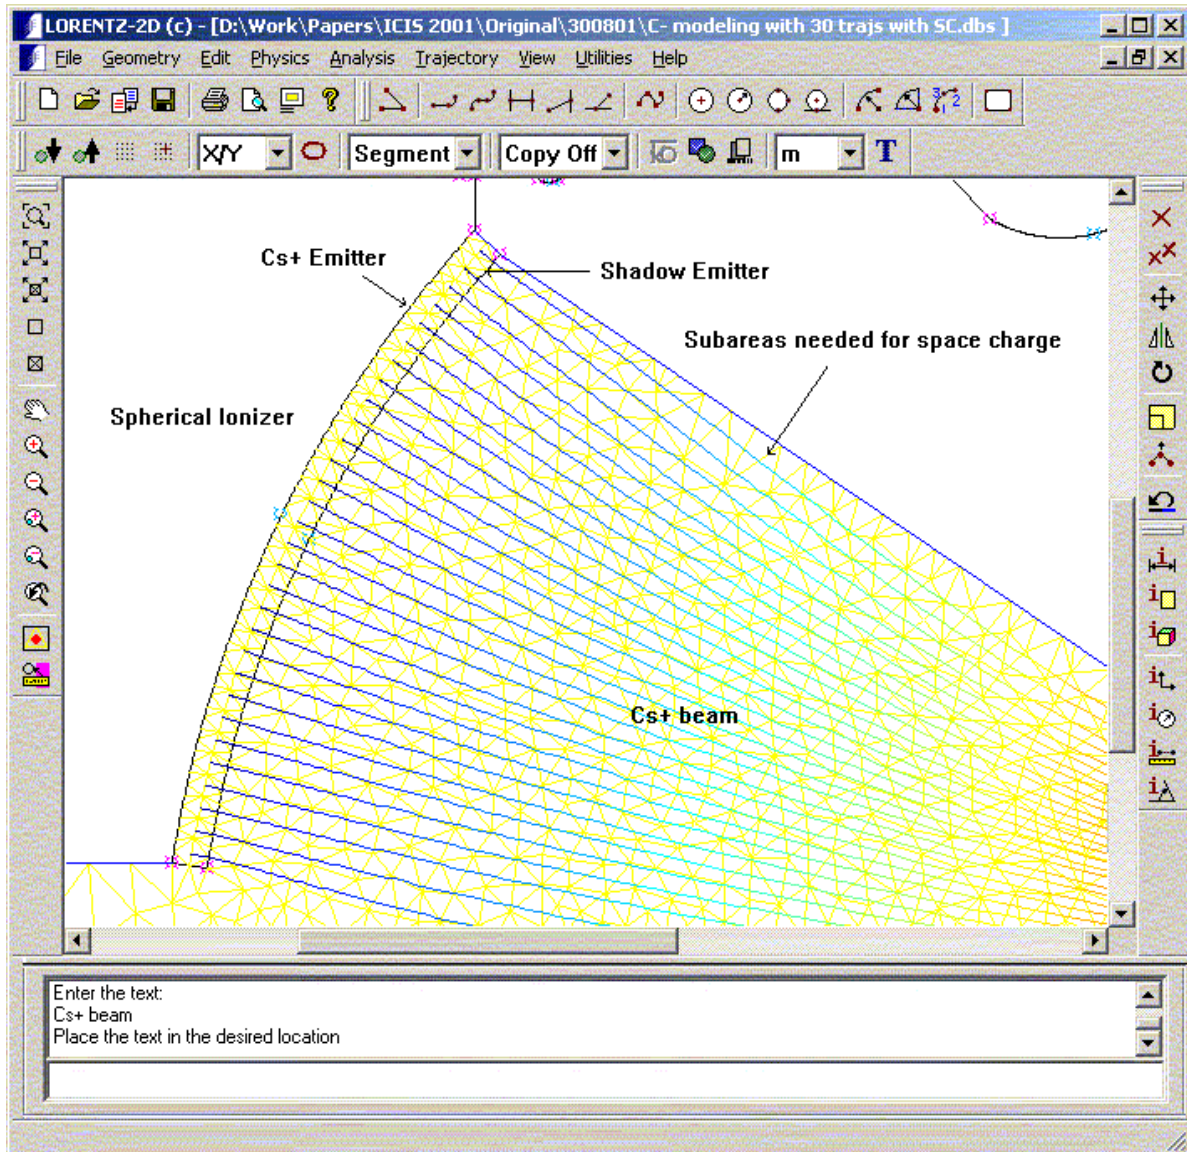 LORENTZ-2D (c) - [D:\Work\Papers\ICIS 2001\Original\300801\C- modeling with 30 trajs with SC.dbs ]
File Geometry Edit Physics Analysis Trajectory View Utilities Help
X/Y Segment Copy Off m T
Cs+ Emitter
Shadow Emitter
Subareas needed for space charge
Spherical Ionizer
Cs+ beam
Enter the text:
Cs+ beam
Place the text in the desired location